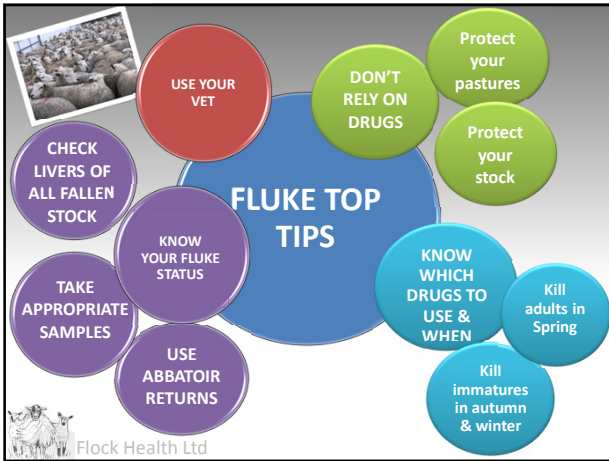 FLUKE TOP
TIPS
USE YOUR
VET
DON'T
RELY ON
DRUGS
Protect
your
pastures
Protect
your
stock
CHECK
LIVERS OF
ALL FALLEN
STOCK
KNOW
YOUR FLUKE
STATUS
TAKE
APPROPRIATE
SAMPLES
USE
ABBATOIR
RETURNS
KNOW
WHICH
DRUGS TO
USE &
WHEN
Kill
adults in
Spring
Kill
immatures
in autumn
& winter
Flock Health Ltd